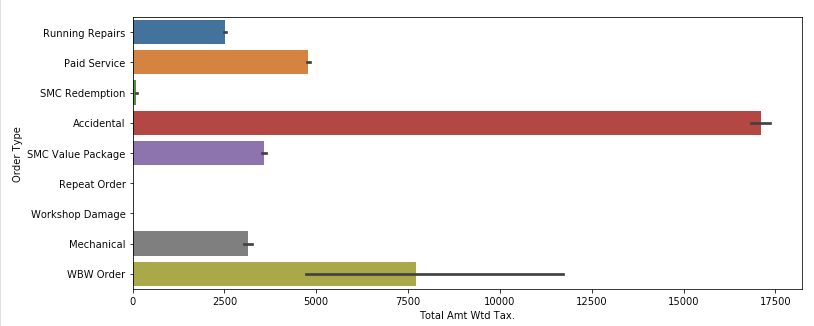 Order Type
Running Repairs
Paid Service
SMC Redemption
Accidental
SMC Value Package
Repeat Order
Workshop Damage
Mechanical
WBW Order
0 2500 5000 7500 10000 12500 15000 17500
Total Amt Wtd Tax.